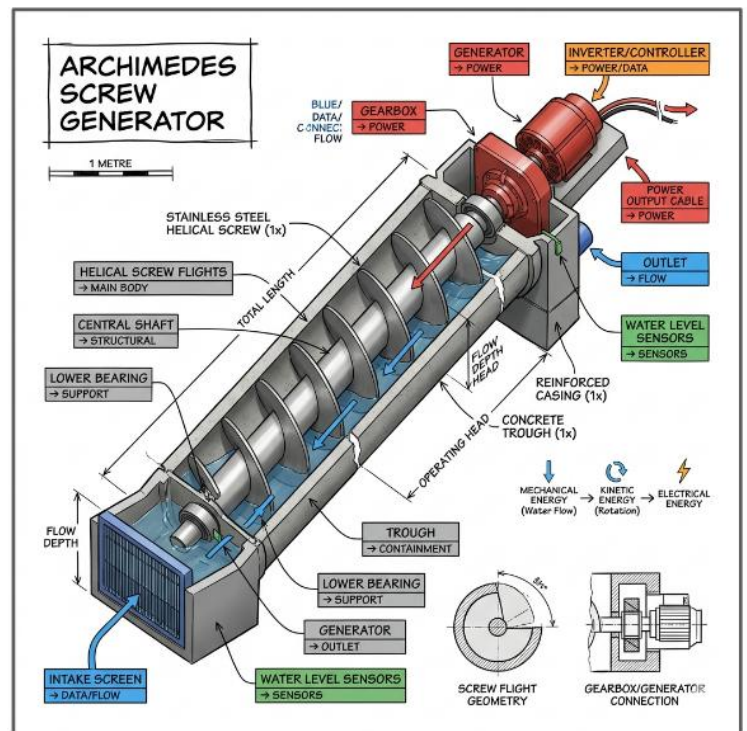 ARCHIMEDES
SCREW
GENERATOR
1 METRE
GENERATOR
→ POWER
INVERTER/CONTROLLER
→ POWER/DATA
BLUE/
DATA/
CONNEC:
FLOW
GEARBOX
→ POWER
POWER
OUTPUT CABLE
→ POWER
STAINLESS STEEL
HELICAL SCREW (1x)
OUTLET
→ FLOW
HELICAL SCREW FLIGHTS
→ MAIN BODY
TOTAL LENGTH
CENTRAL SHAFT
→ STRUCTURAL
WATER LEVEL
SENSORS
→ SENSORS
FLOW
DEPTH
HEAD
LOWER BEARING
→ SUPPORT
REINFORCED
CASING (1x)
CONCRETE
TROUGH (1x)
OPERATING HEAD
MECHANICAL
ENERGY
(Water Flow)
→
KINETIC
ENERGY
(Rotation)
→
ELECTRICAL
ENERGY
FLOW
DEPTH
TROUGH
→ CONTAINMENT
LOWER BEARING
→ SUPPORT
GENERATOR
→ OUTLET
INTAKE SCREEN
→ DATA/FLOW
WATER LEVEL SENSORS
→ SENSORS
SCREW FLIGHT
GEOMETRY
GEARBOX/GENERATOR
CONNECTION